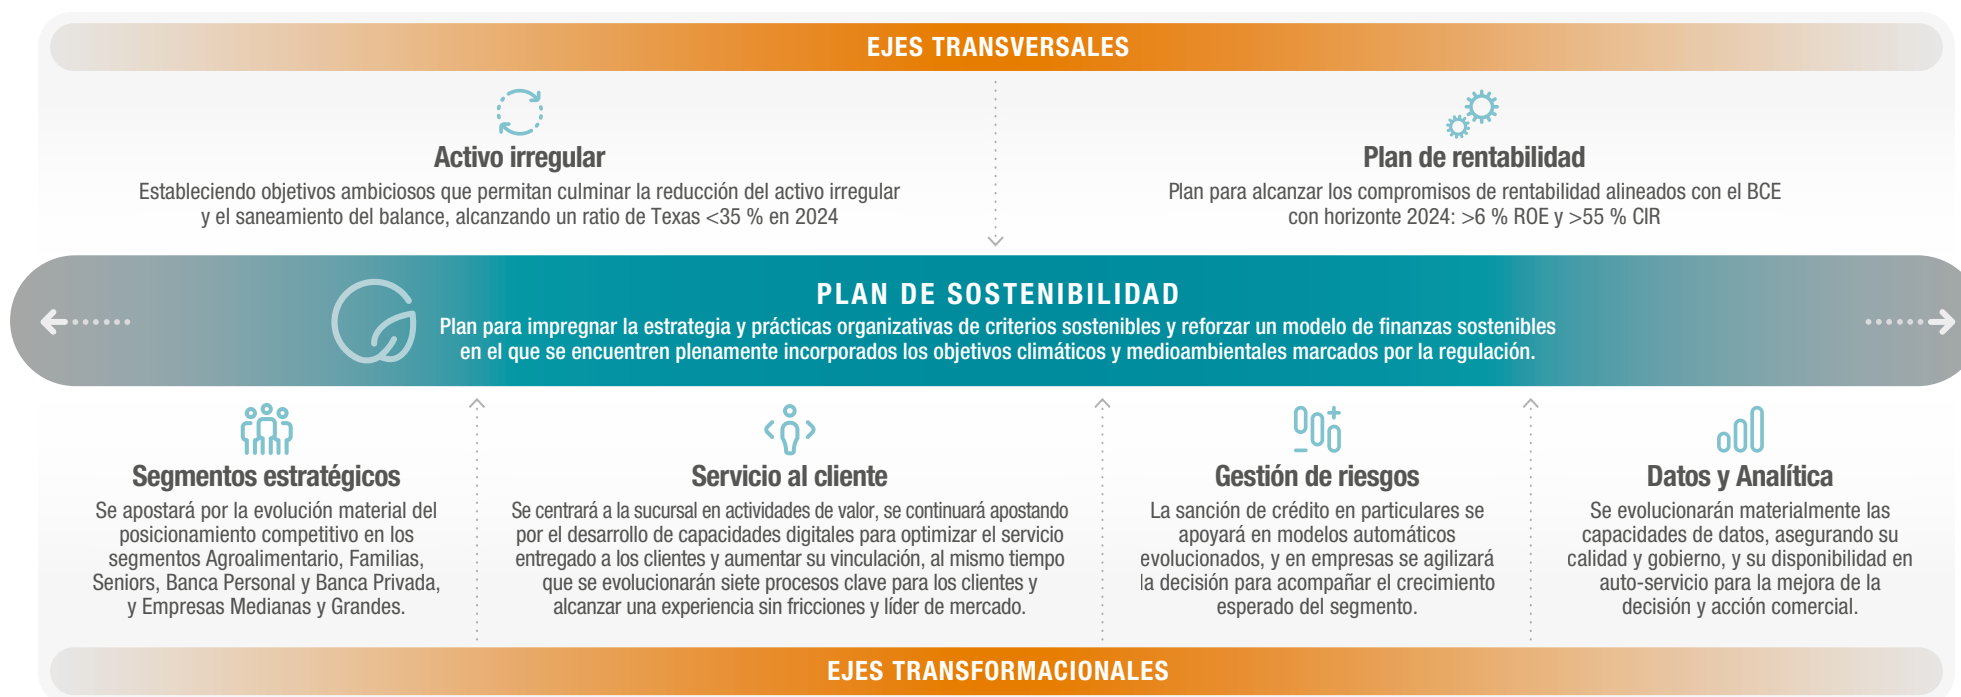 EJES TRANSVERSALES
Activo irregular
Estableciendo objetivos ambiciosos que permitan culminar la reducción del activo irregular
y el saneamiento del balance, alcanzando un ratio de Texas <35 % en 2024
Plan de rentabilidad
Plan para alcanzar los compromisos de rentabilidad alineados con el BCE
con horizonte 2024: >6 % ROE y >55 % CIR
PLAN DE SOSTENIBILIDAD
Plan para impregnar la estrategia y prácticas organizativas de criterios sostenibles y reforzar un modelo de finanzas sostenibles
en el que se encuentren plenamente incorporados los objetivos climáticos y medioambientales marcados por la regulación.
Segmentos estratégicos
Se apostará por la evolución material del
posicionamiento competitivo en los
segmentos Agroalimentario, Familias,
Seniors, Banca Personal y Banca Privada,
y Empresas Medianas y Grandes.
Servicio al cliente
Se centrará a la sucursal en actividades de valor, se continuará apostando
por el desarrollo de capacidades digitales para optimizar el servicio
entregado a los clientes y aumentar su vinculación, al mismo tiempo
que se evolucionarán siete procesos clave para los clientes y
alcanzar una experiencia sin fricciones y líder de mercado.
Gestión de riesgos
La sanción de crédito en particulares se
apoyará en modelos automáticos
evolucionados, y en empresas se agilizará
la decisión para acompañar el crecimiento
esperado del segmento.
Datos y Analítica
Se evolucionarán materialmente las
capacidades de datos, asegurando su
calidad y gobierno, y su disponibilidad en
auto-servicio para la mejora de la
decisión y acción comercial.
EJES TRANSFORMACIONALES